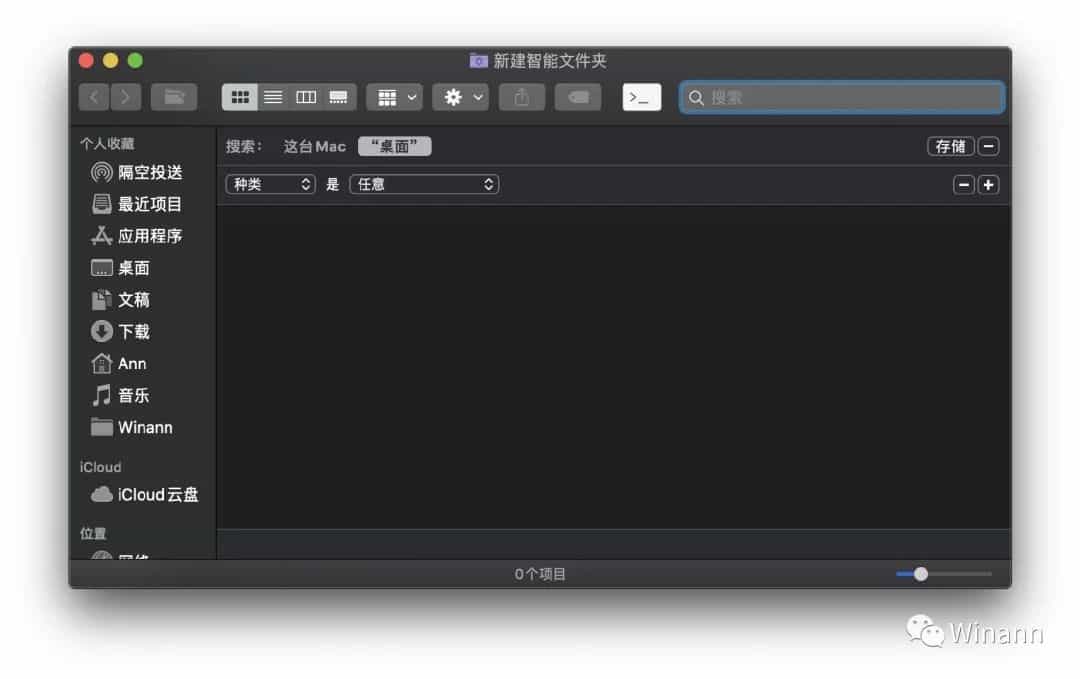 新建智能文件夹
>_
搜索
个人收藏
隔空投送
最近项目
应用程序
桌面
文稿
下载
Ann
音乐
Winann
iCloud
iCloud云盘
位置
搜索： 这台Mac “桌面” 存储
种类 是 任意
0个项目
Winann